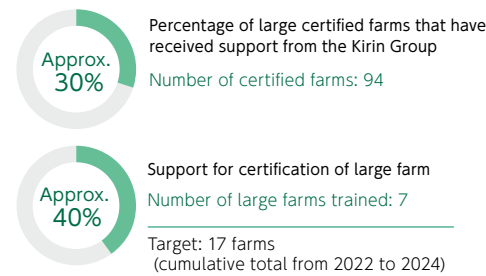 Percentage of large certified farms that have
received support from the Kirin Group
Approx.
30%
Number of certified farms: 94
Support for certification of large farm
Approx.
40%
Number of large farms trained: 7
Target: 17 farms
(cumulative total from 2022 to 2024)